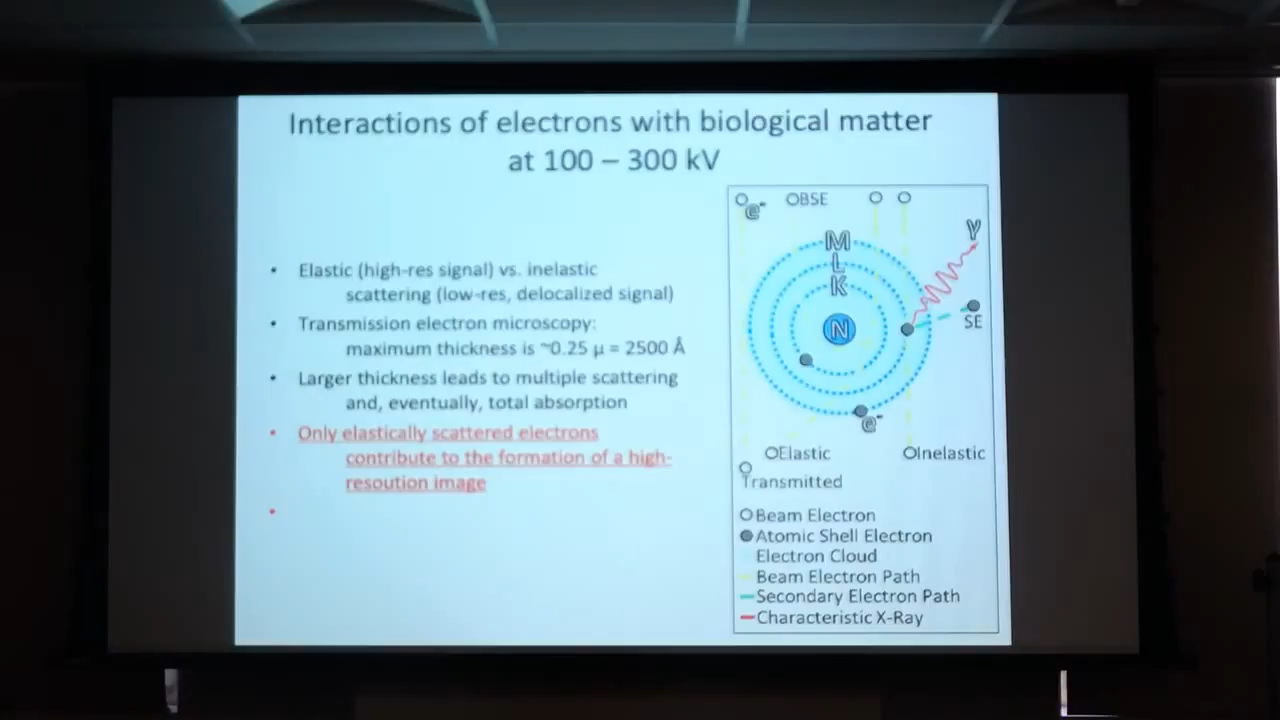 Interactions of electrons with biological matter
at 100 – 300 kV
• Elastic (high-res signal) vs. inelastic
scattering (low-res, delocalized signal)
• Transmission electron microscopy:
maximum thickness is ~0.25 µ = 2500 Å
• Larger thickness leads to multiple scattering
and, eventually, total absorption
• Only elastically scattered electrons
contribute to the formation of a high-
resoution image
•
e-
BSE
M
L
K
N
γ
SE
e-
Elastic
Inelastic
Transmitted
Beam Electron
Atomic Shell Electron
Electron Cloud
Beam Electron Path
Secondary Electron Path
Characteristic X-Ray